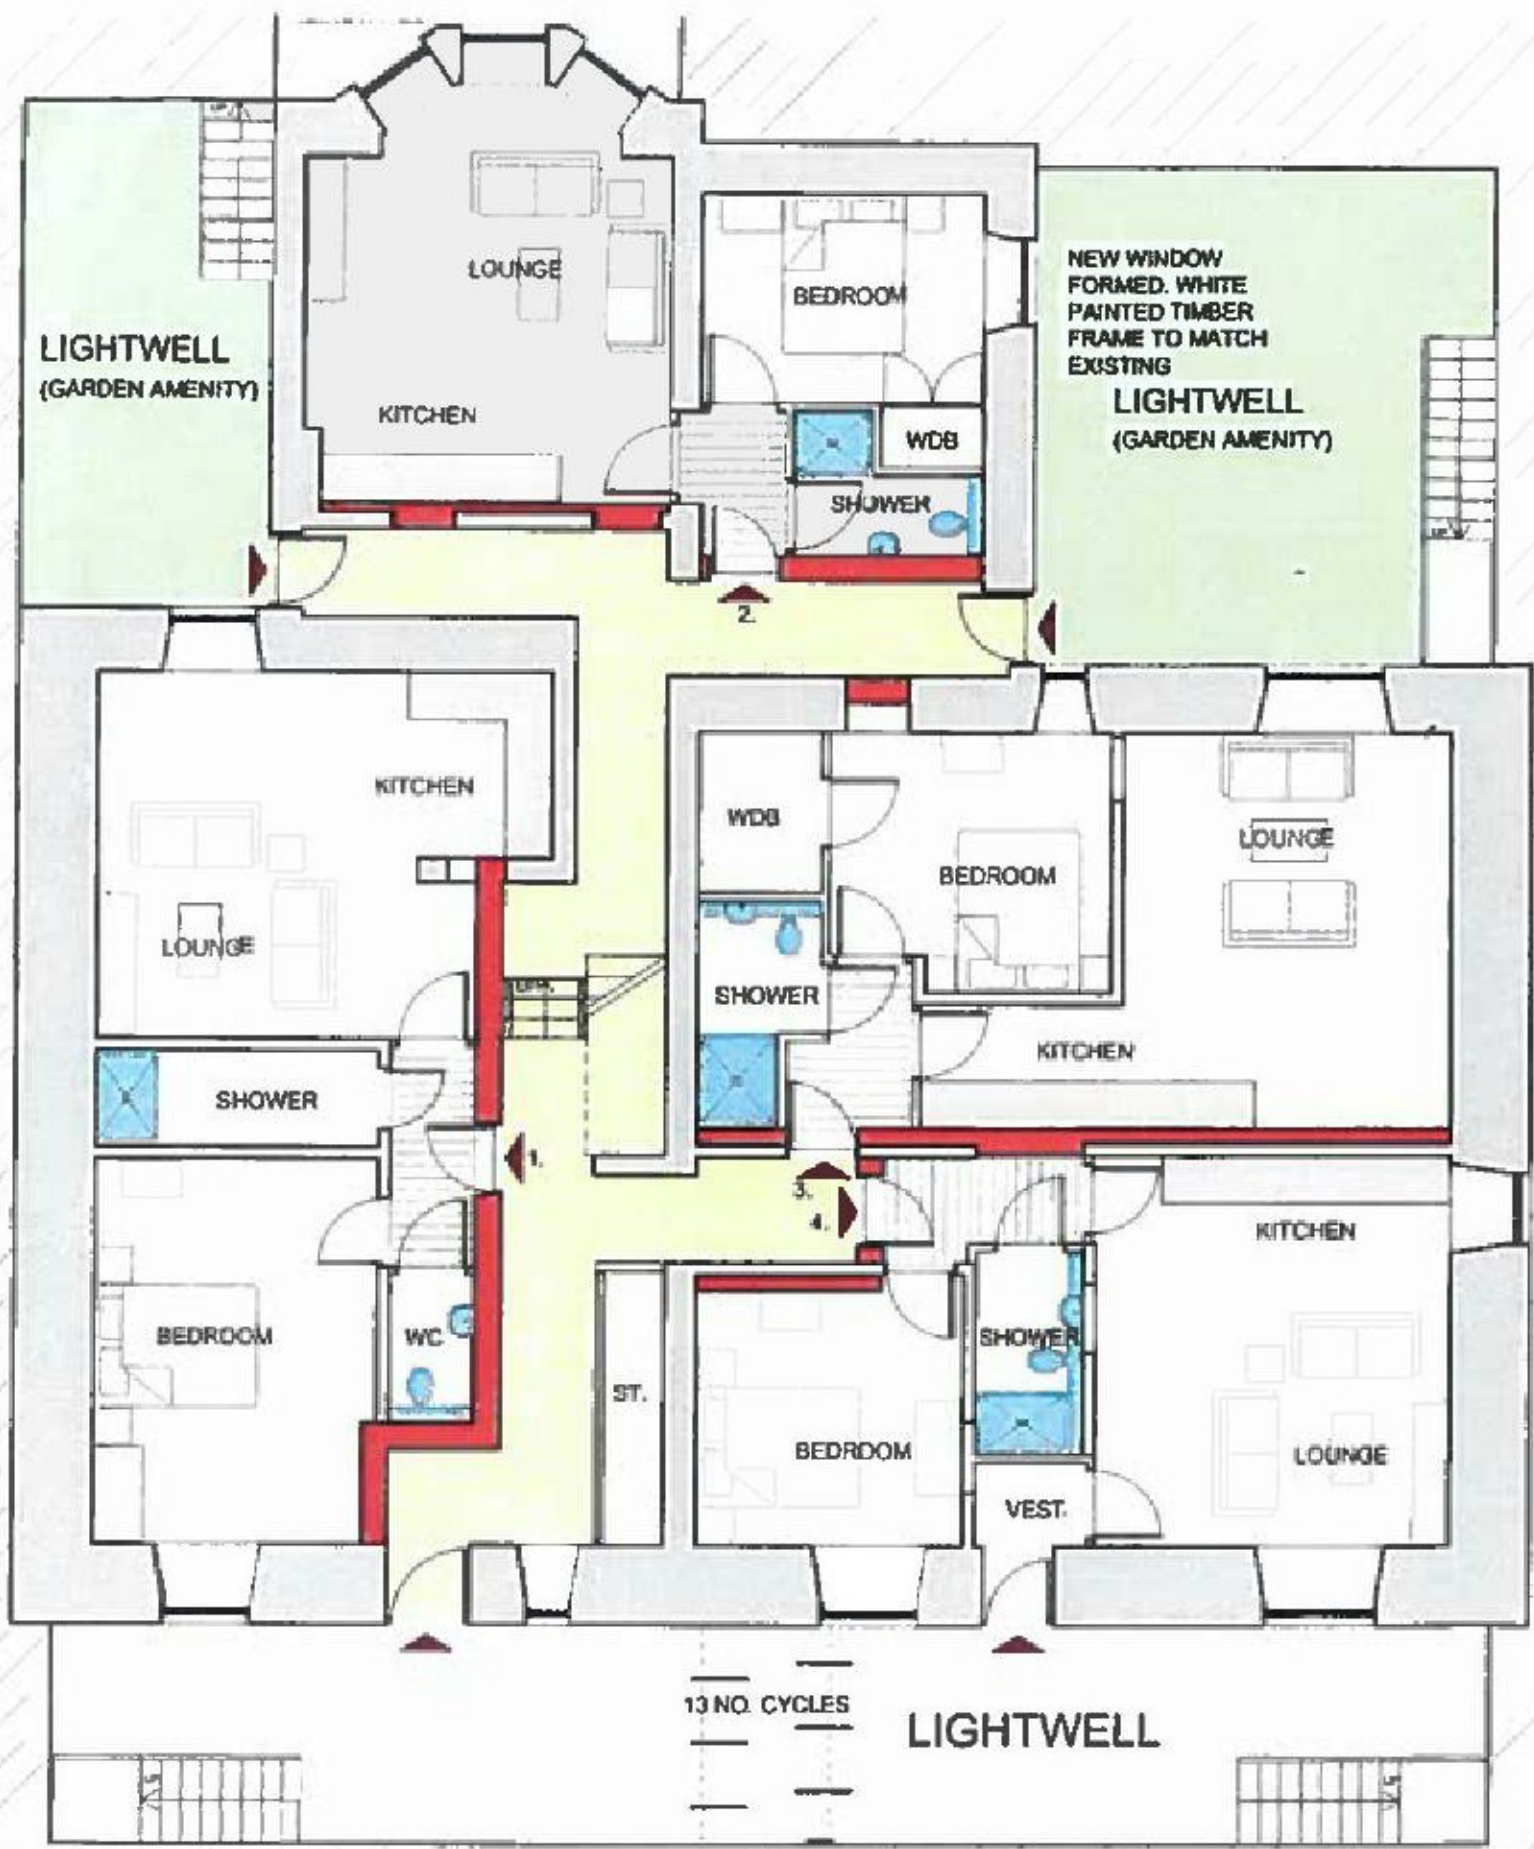 LOUNGE
BEDROOM
KITCHEN
WDB
SHOWER
LIGHTWELL
(GARDEN AMENITY)
NEW WINDOW
FORMED. WHITE
PAINTED TIMBER
FRAME TO MATCH
EXISTING
LIGHTWELL
(GARDEN AMENITY)
2.
KITCHEN
LOUNGE
WDB
BEDROOM
LOUNGE
SHOWER
KITCHEN
SHOWER
1.
3.
4.
KITCHEN
BEDROOM
WC
ST.
SHOWER
BEDROOM
LOUNGE
VEST.
13 NO. CYCLES
LIGHTWELL